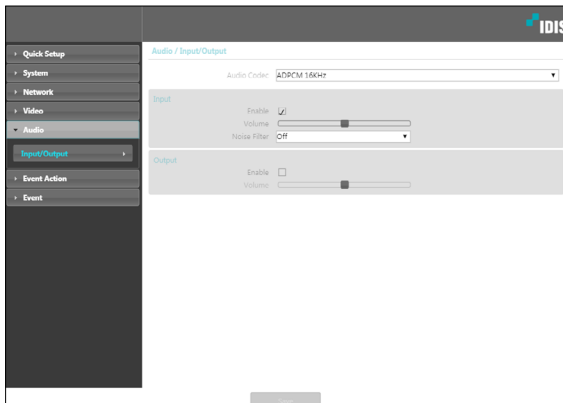 IDIS
Quick Setup
System
Network
Video
Audio
Input/Output
Event Action
Event
Audio / Input/Output
Audio Codec ADPCM 16KHz
Input
Enable
Volume
Noise Filter Off
Output
Enable
Volume